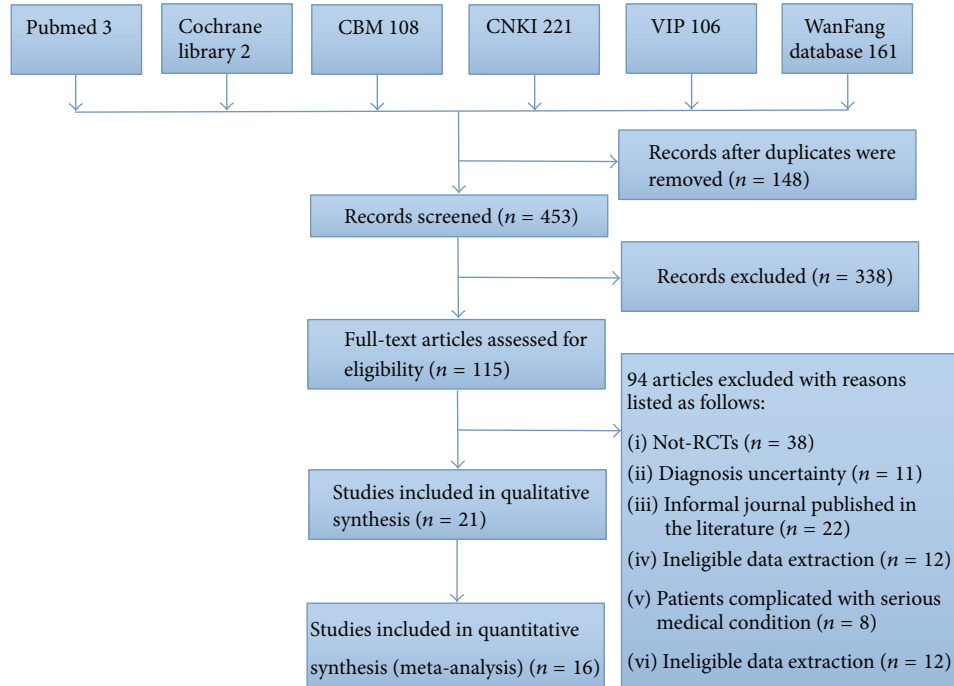 Pubmed 3
Cochrane
library 2
CBM 108
CNKI 221
VIP 106
WanFang
database 161
Records after duplicates were
removed (n = 148)
Records screened (n = 453)
Records excluded (n = 338)
Full-text articles assessed for
eligibility (n = 115)
94 articles excluded with reasons
listed as follows:
(i) Not-RCTs (n = 38)
(ii) Diagnosis uncertainty (n = 11)
(iii) Informal journal published in
the literature (n = 22)
(iv) Ineligible data extraction (n = 12)
(v) Patients complicated with serious
medical condition (n = 8)
(vi) Ineligible data extraction (n = 12)
Studies included in qualitative
synthesis (n = 21)
Studies included in quantitative
synthesis (meta-analysis) (n = 16)